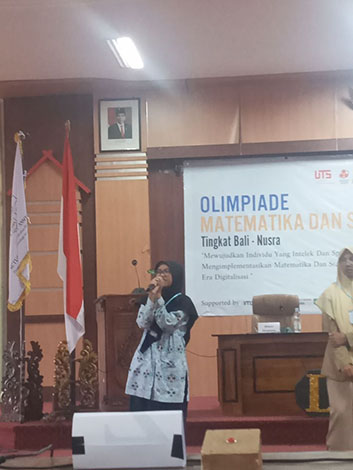 UTS
OLIMPIADE
MATEMATIKA DAN S
Tingkat Bali - Nusra
"Mewujudkan Individu Yang Intelek Dan
Mengimplementasikan Matematika Dan
Era Digitalisasi"
Supported by